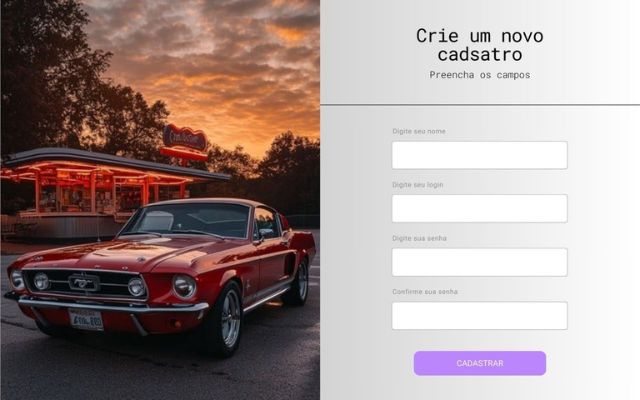 Crie um novo
cadsatro
Preencha os campos
Digite seu nome
Digite seu login
Digite sua senha
Confirme sua senha
CADASTRAR